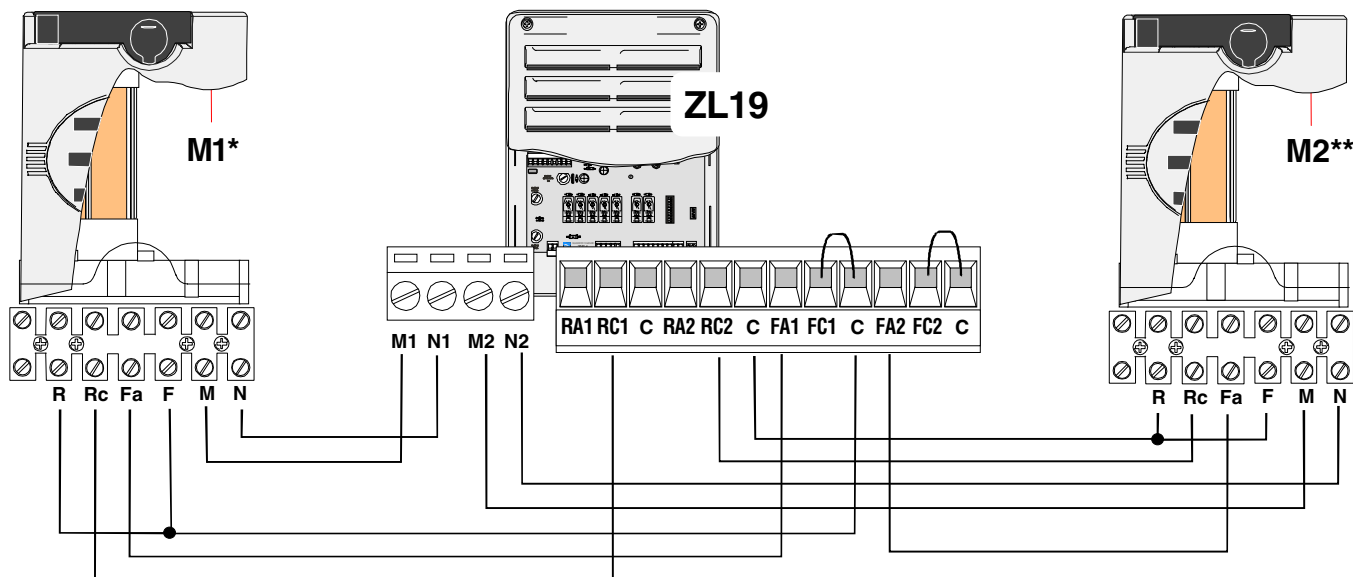 ZL19
M1*
M2**
M1 N1 M2 N2
RA1 RC1 C RA2 RC2 C FA1 FC1 C FA2 FC2 C
R Rc Fa F M N
R Rc Fa F M N